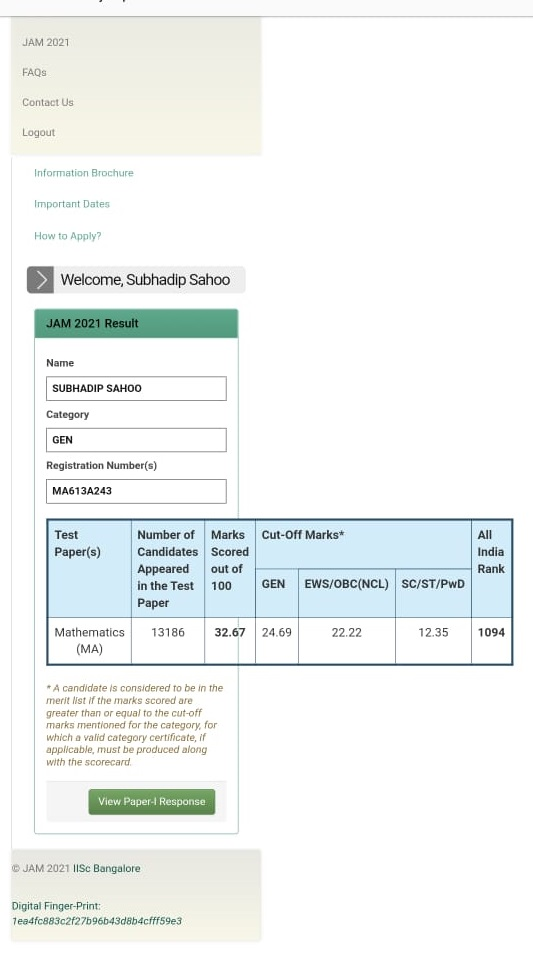 JAM 2021
FAQs
Contact Us
Logout
Information Brochure
Important Dates
How to Apply?
Welcome, Subhadip Sahoo
JAM 2021 Result
Name
SUBHADIP SAHOO
Category
GEN
Registration Number(s)
MA613A243
Test Paper(s)
Number of Candidates Appeared in the Test Paper
Marks Scored out of 100
Cut-Off Marks*
GEN
EWS/OBC(NCL)
SC/ST/PwD
All India Rank
Mathematics (MA)
13186
32.67
24.69
22.22
12.35
1094
* A candidate is considered to be in the
merit list if the marks scored are
greater than or equal to the cut-off
marks mentioned for the category, for
which a valid category certificate, if
applicable, must be produced along
with the scorecard.
View Paper-I Response
© JAM 2021 IISc Bangalore
Digital Finger-Print:
1ea4fc883c2f27b96b43d8b4cfff59e3